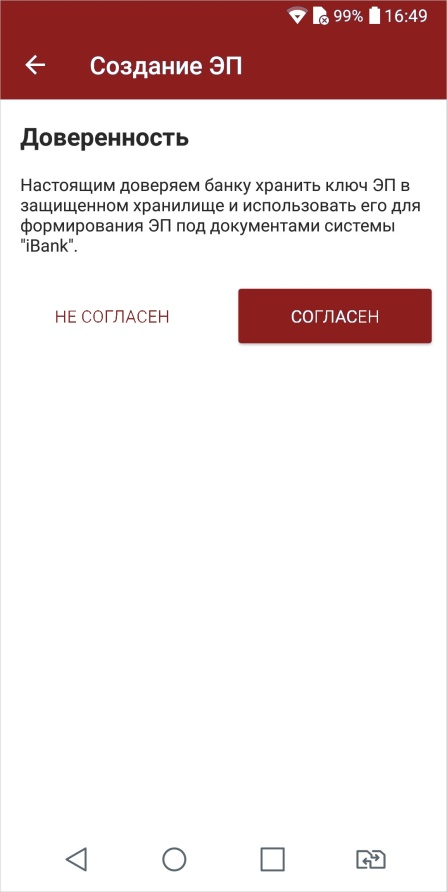 99% 16:49
Создание ЭП
Доверенность
Настоящим доверяем банку хранить ключ ЭП в
защищенном хранилище и использовать его для
формирования ЭП под документами системы
"iBank".
НЕ СОГЛАСЕН СОГЛАСЕН